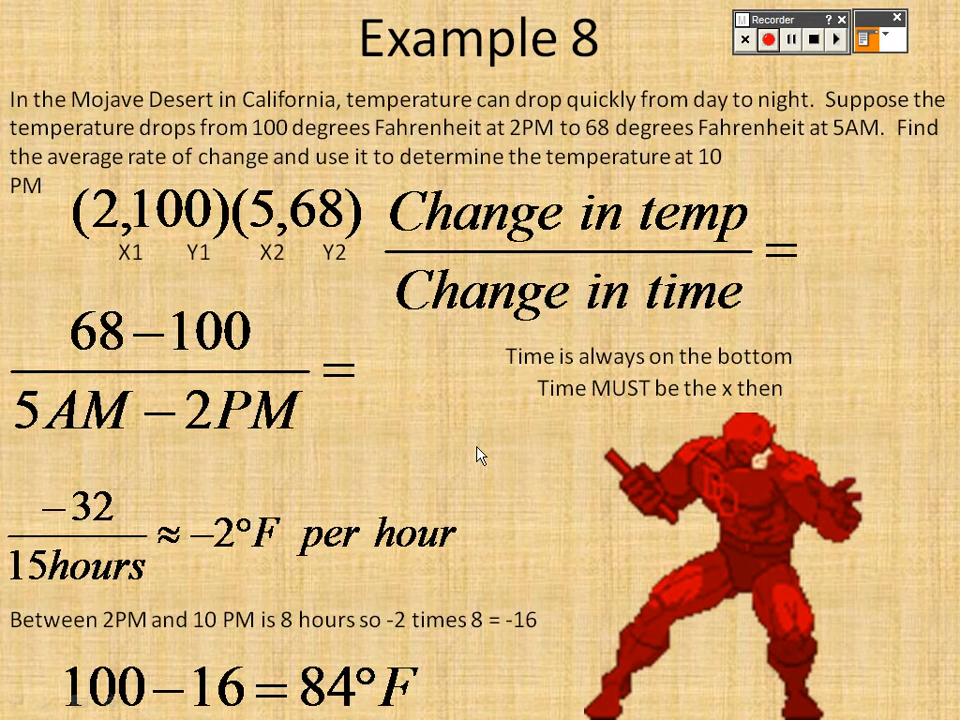 Example 8
Recorder
In the Mojave Desert in California, temperature can drop quickly from day to night.  Suppose the
temperature drops from 100 degrees Fahrenheit at 2PM to 68 degrees Fahrenheit at 5AM.  Find
the average rate of change and use it to determine the temperature at 10
PM
(2,100)(5,68)
X1 Y1 X2 Y2
Change in temp
=
Change in time
68 – 100
=
5AM – 2PM
Time is always on the bottom
Time MUST be the x then
–32
≈ –2°F per hour
15hours
Between 2PM and 10 PM is 8 hours so -2 times 8 = -16
100 – 16 = 84°F